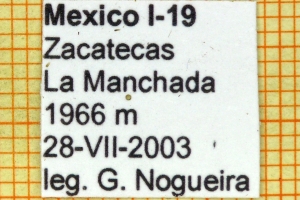 Mexico I-19
Zacatecas
La Manchada
1966 m
28-VII-2003
leg. G. Nogueira